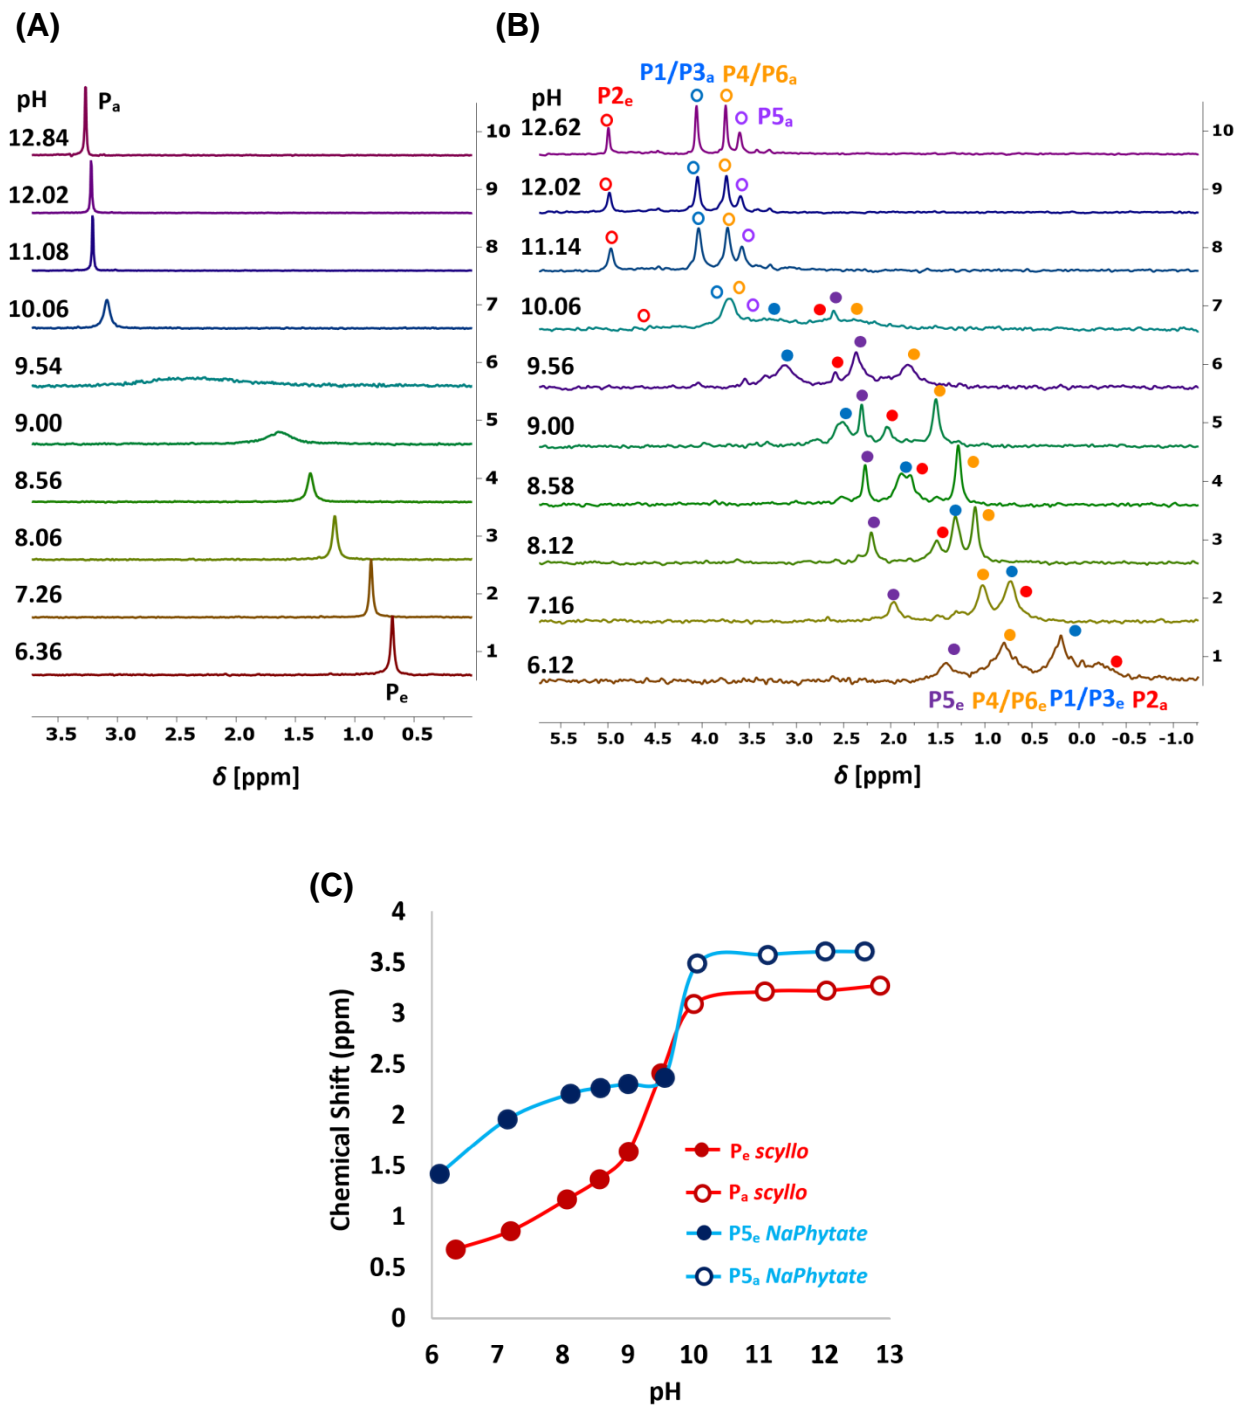 (A)
pH
Pa
12.84
12.02
11.08
10.06
9.54
9.00
8.56
8.06
7.26
6.36
Pe
10
9
8
7
6
5
4
3
2
1
3.5 3.0 2.5 2.0 1.5 1.0 0.5
δ [ppm]
(B)
P1/P3a P4/P6a
pH P2e
P5a
12.62
12.02
11.14
10.06
9.56
9.00
8.58
8.12
7.16
6.12
10
9
8
7
6
5
4
3
2
1
P5e P4/P6e P1/P3e P2a
5.5 5.0 4.5 4.0 3.5 3.0 2.5 2.0 1.5 1.0 0.5 0.0 -0.5 -1.0
δ [ppm]
(C)
Chemical Shift (ppm)
4
3.5
3
2.5
2
1.5
1
0.5
0
Pe scyllo
Pa scyllo
P5e NaPhytate
P5a NaPhytate
6 7 8 9 10 11 12 13
pH